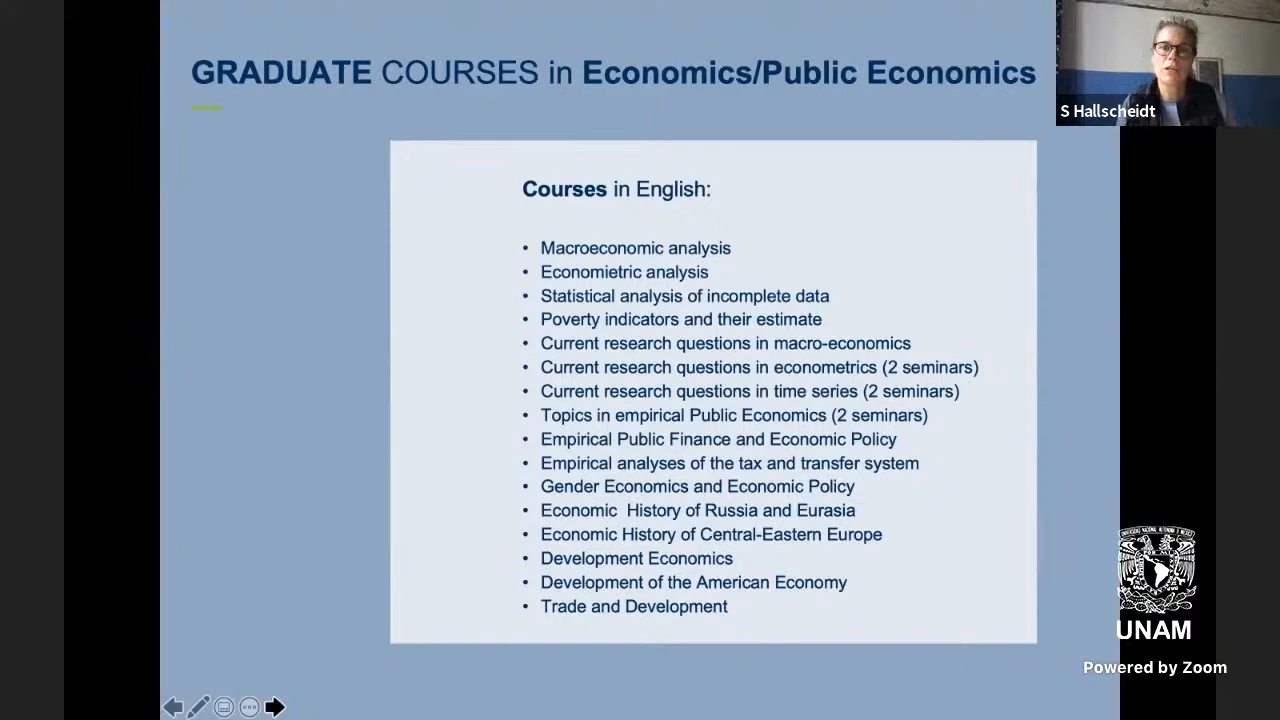 GRADUATE COURSES in Economics/Public Economics
S Hallscheidt
Courses in English:
• Macroeconomic analysis
• Economietric analysis
• Statistical analysis of incomplete data
• Poverty indicators and their estimate
• Current research questions in macro-economics
• Current research questions in econometrics (2 seminars)
• Current research questions in time series (2 seminars)
• Topics in empirical Public Economics (2 seminars)
• Empirical Public Finance and Economic Policy
• Empirical analyses of the tax and transfer system
• Gender Economics and Economic Policy
• Economic  History of Russia and Eurasia
• Economic History of Central-Eastern Europe
• Development Economics
• Development of the American Economy
• Trade and Development
UNAM
Powered by Zoom